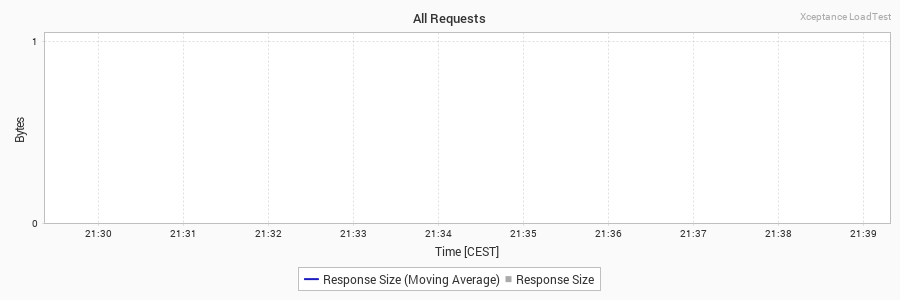 All Requests
Xceptance LoadTest
1
Bytes
0
21:30 21:31 21:32 21:33 21:34 21:35 21:36 21:37 21:38 21:39
Time [CEST]
Response Size (Moving Average) Response Size